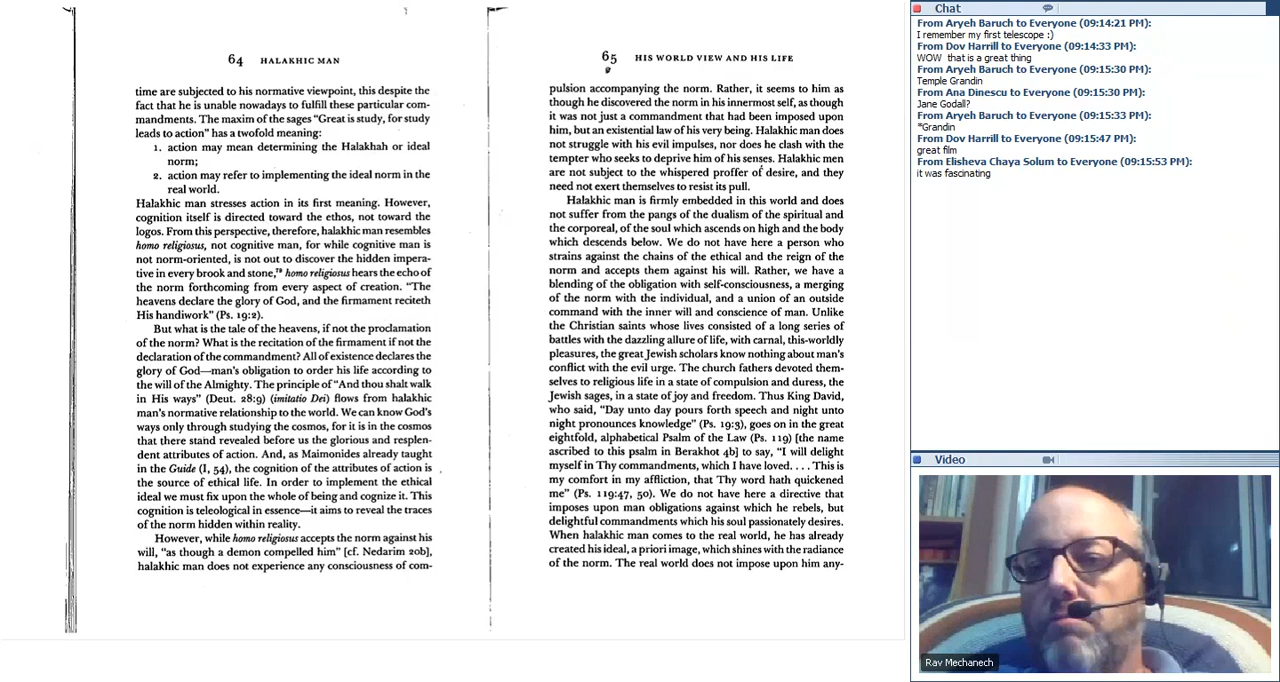 64 HALAKHIC MAN
time are subjected to his normative viewpoint, this despite the
fact that he is unable nowadays to fulfill these particular com-
mandments. The maxim of the sages “Great is study, for study
leads to action” has a twofold meaning:
1. action may mean determining the Halakhah or ideal
norm;
2. action may refer to implementing the ideal norm in the
real world.
Halakhic man stresses action in its first meaning. However,
cognition itself is directed toward the ethos, not toward the
logos. From this perspective, therefore, halakhic man resembles
homo religiosus, not cognitive man, for while cognitive man is
not norm-oriented, is not out to discover the hidden impera-
tive in every brook and stone,⁷⁹ homo religiosus hears the echo of
the norm forthcoming from every aspect of creation. “The
heavens declare the glory of God, and the firmament reciteth
His handiwork” (Ps. 19:2).
But what is the tale of the heavens, if not the proclamation
of the norm? What is the recitation of the firmament if not the
declaration of the commandment? All of existence declares the
glory of God—man's obligation to order his life according to
the will of the Almighty. The principle of “And thou shalt walk
in His ways” (Deut. 28:9) (imitatio Dei) flows from halakhic
man's normative relationship to the world. We can know God's
ways only through studying the cosmos, for it is in the cosmos
that there stand revealed before us the glorious and resplen-
dent attributes of action. And, as Maimonides already taught
in the Guide (I, 54), the cognition of the attributes of action is
the source of ethical life. In order to implement the ethical
ideal we must fix upon the whole of being and cognize it. This
cognition is teleological in essence—it aims to reveal the traces
of the norm hidden within reality.
However, while homo religiosus accepts the norm against his
will, “as though a demon compelled him” [cf. Nedarim 20b],
halakhic man does not experience any consciousness of com-
65 HIS WORLD VIEW AND HIS LIFE
pulsion accompanying the norm. Rather, it seems to him as
though he discovered the norm in his innermost self, as though
it was not just a commandment that had been imposed upon
him, but an existential law of his very being. Halakhic man does
not struggle with his evil impulses, nor does he clash with the
tempter who seeks to deprive him of his senses. Halakhic men
are not subject to the whispered proffer of desire, and they
need not exert themselves to resist its pull.
Halakhic man is firmly embedded in this world and does
not suffer from the pangs of the dualism of the spiritual and
the corporeal, of the soul which ascends on high and the body
which descends below. We do not have here a person who
strains against the chains of the ethical and the reign of the
norm and accepts them against his will. Rather, we have a
blending of the obligation with self-consciousness, a merging
of the norm with the individual, and a union of an outside
command with the inner will and conscience of man. Unlike
the Christian saints whose lives consisted of a long series of
battles with the dazzling allure of life, with carnal, this-worldly
pleasures, the great Jewish scholars know nothing about man's
conflict with the evil urge. The church fathers devoted them-
selves to religious life in a state of compulsion and duress, the
Jewish sages, in a state of joy and freedom. Thus King David,
who said, “Day unto day pours forth speech and night unto
night pronounces knowledge” (Ps. 19:3), goes on in the great
eightfold, alphabetical Psalm of the Law (Ps. 119) [the name
ascribed to this psalm in Berakhot 4b] to say, “I will delight
myself in Thy commandments, which I have loved. . . . This is
my comfort in my affliction, that Thy word hath quickened
me” (Ps. 119:47, 50). We do not have here a directive that
imposes upon man obligations against which he rebels, but
delightful commandments which his soul passionately desires.
When halakhic man comes to the real world, he has already
created his ideal, a priori image, which shines with the radiance
of the norm. The real world does not impose upon him any-
Chat
From Aryeh Baruch to Everyone (09:14:21 PM):
I remember my first telescope :)
From Dov Harrill to Everyone (09:14:33 PM):
WOW that is a great thing
From Aryeh Baruch to Everyone (09:15:30 PM):
Temple Grandin
From Ana Dinescu to Everyone (09:15:30 PM):
Jane Godall?
From Aryeh Baruch to Everyone (09:15:33 PM):
*Grandin
From Dov Harrill to Everyone (09:15:47 PM):
great film
From Elisheva Chaya Solum to Everyone (09:15:53 PM):
it was fascinating
Video
Rav Mechanech